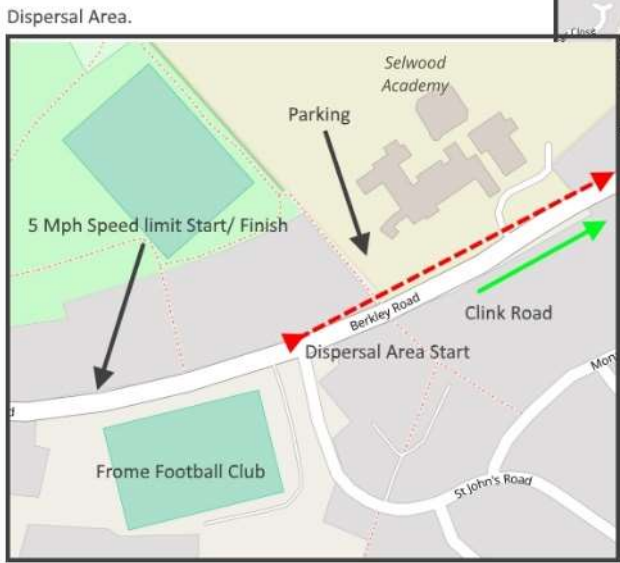 Dispersal Area.
Close
Selwood
Academy
Parking
5 Mph Speed limit Start/ Finish
Berkley Road
Clink Road
Dispersal Area Start
Frome Football Club
St John's Road